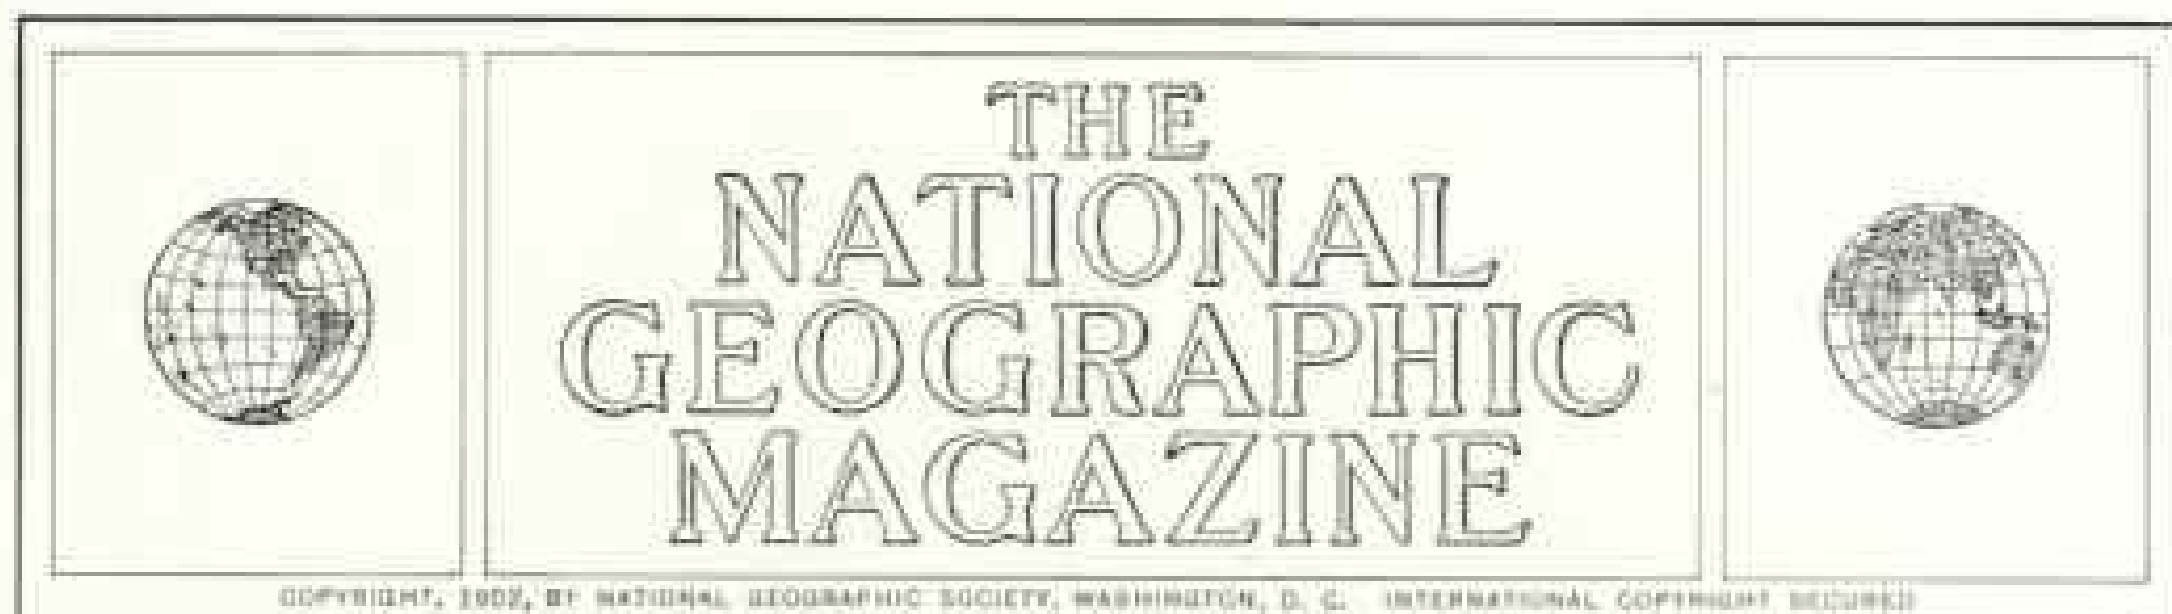 THE
NATIONAL
GEOGRAPHIC
MAGAZINE
COPYRIGHT, BY NATIONAL GEOGRAPHIC SOCIETY, WASHINGTON, D. C. INTERNATIONAL COPYRIGHT SECURED